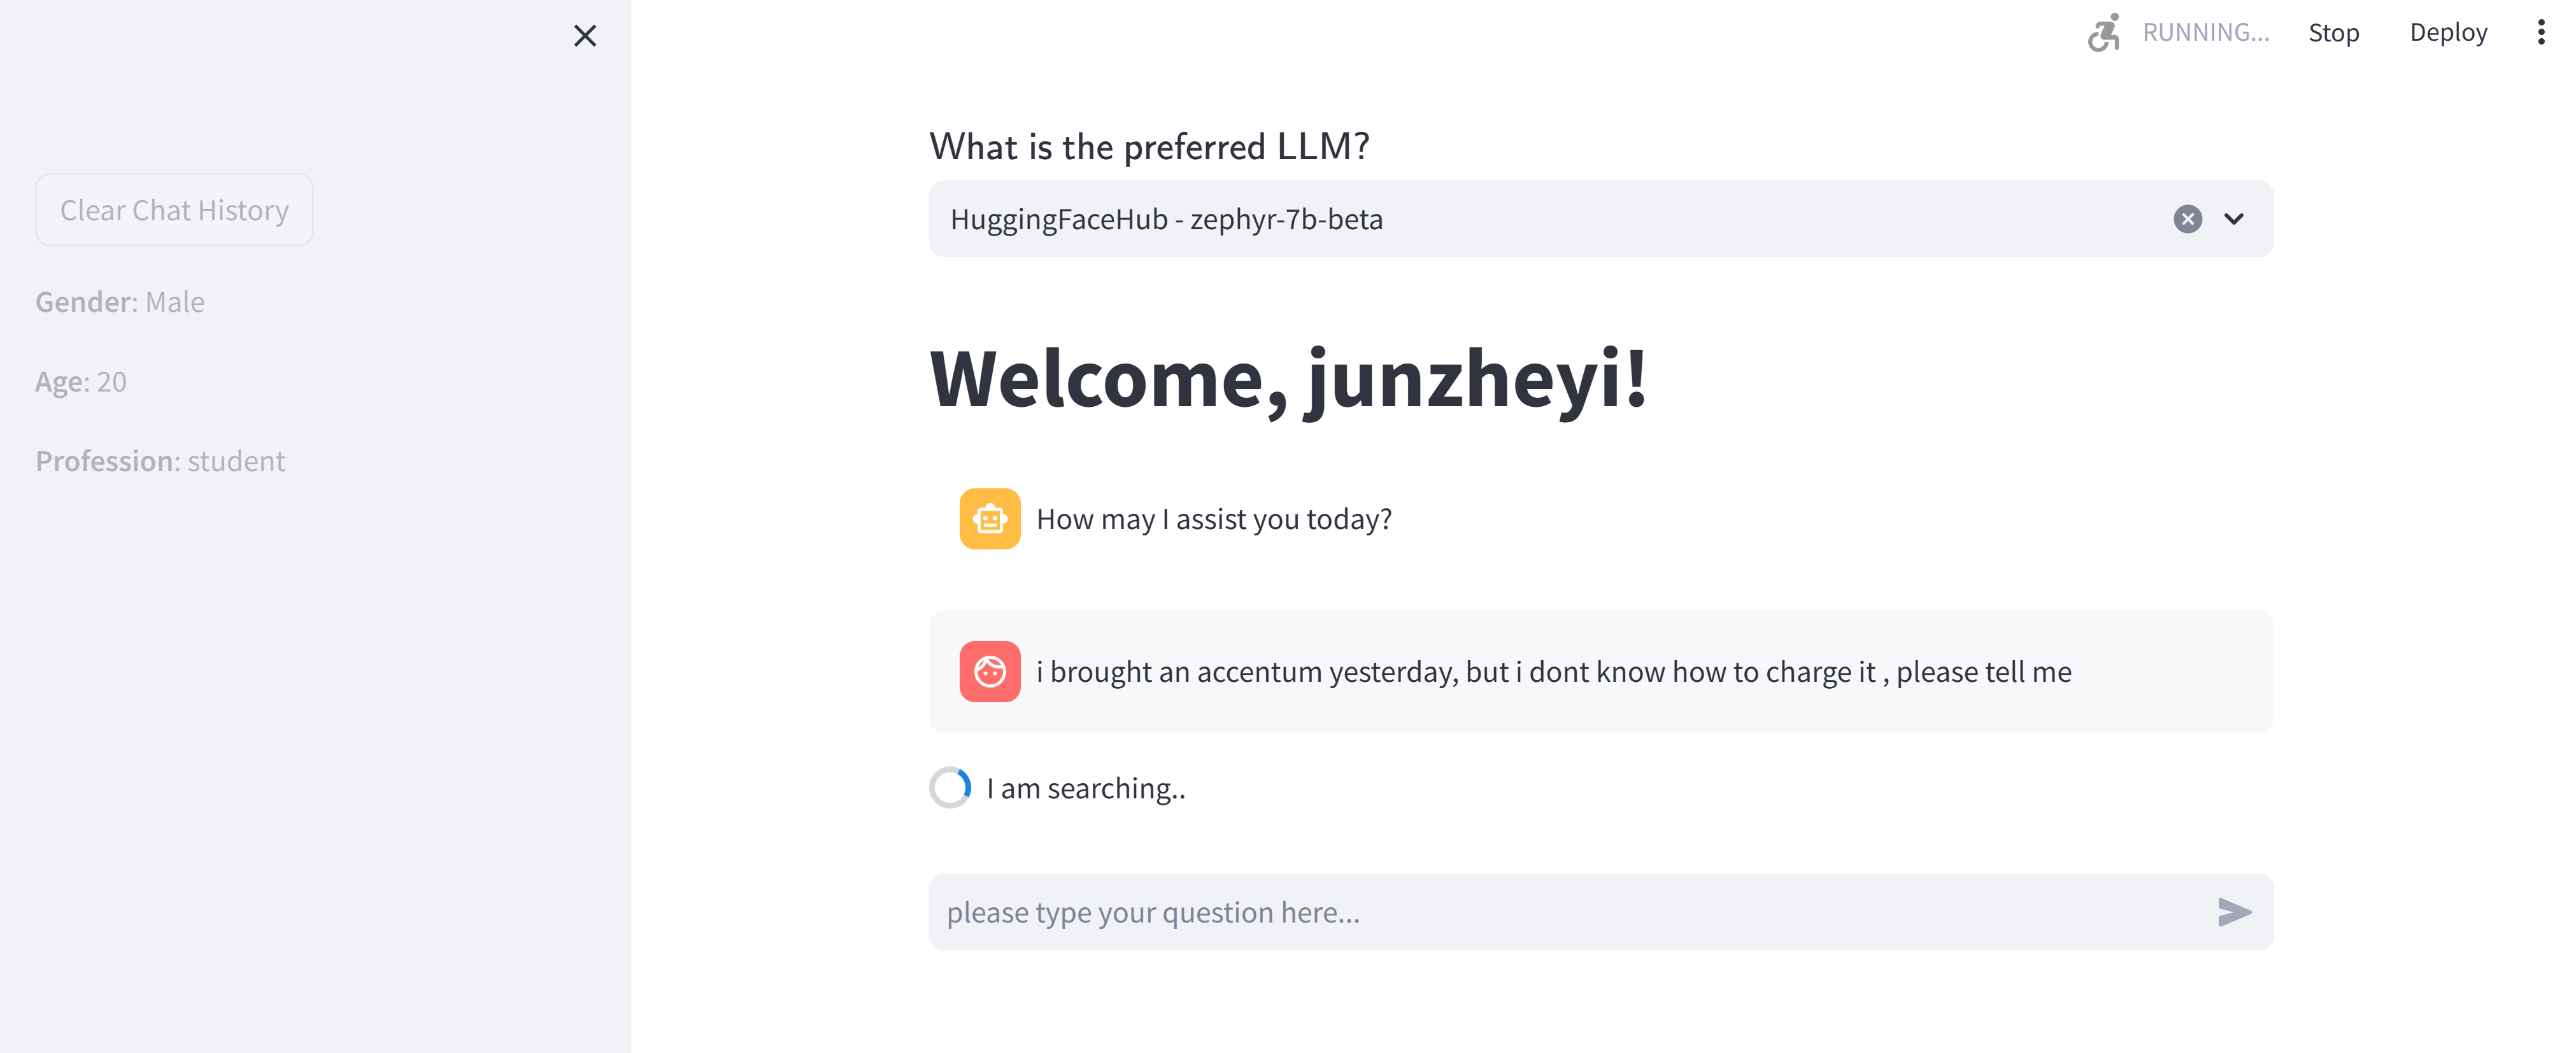 RUNNING...
Stop
Deploy
Clear Chat History
Gender: Male
Age: 20
Profession: student
What is the preferred LLM?
HuggingFaceHub - zephyr-7b-beta
Welcome, junzheyi!
How may I assist you today?
i brought an accentum yesterday, but i dont know how to charge it , please tell me
I am searching..
please type your question here...